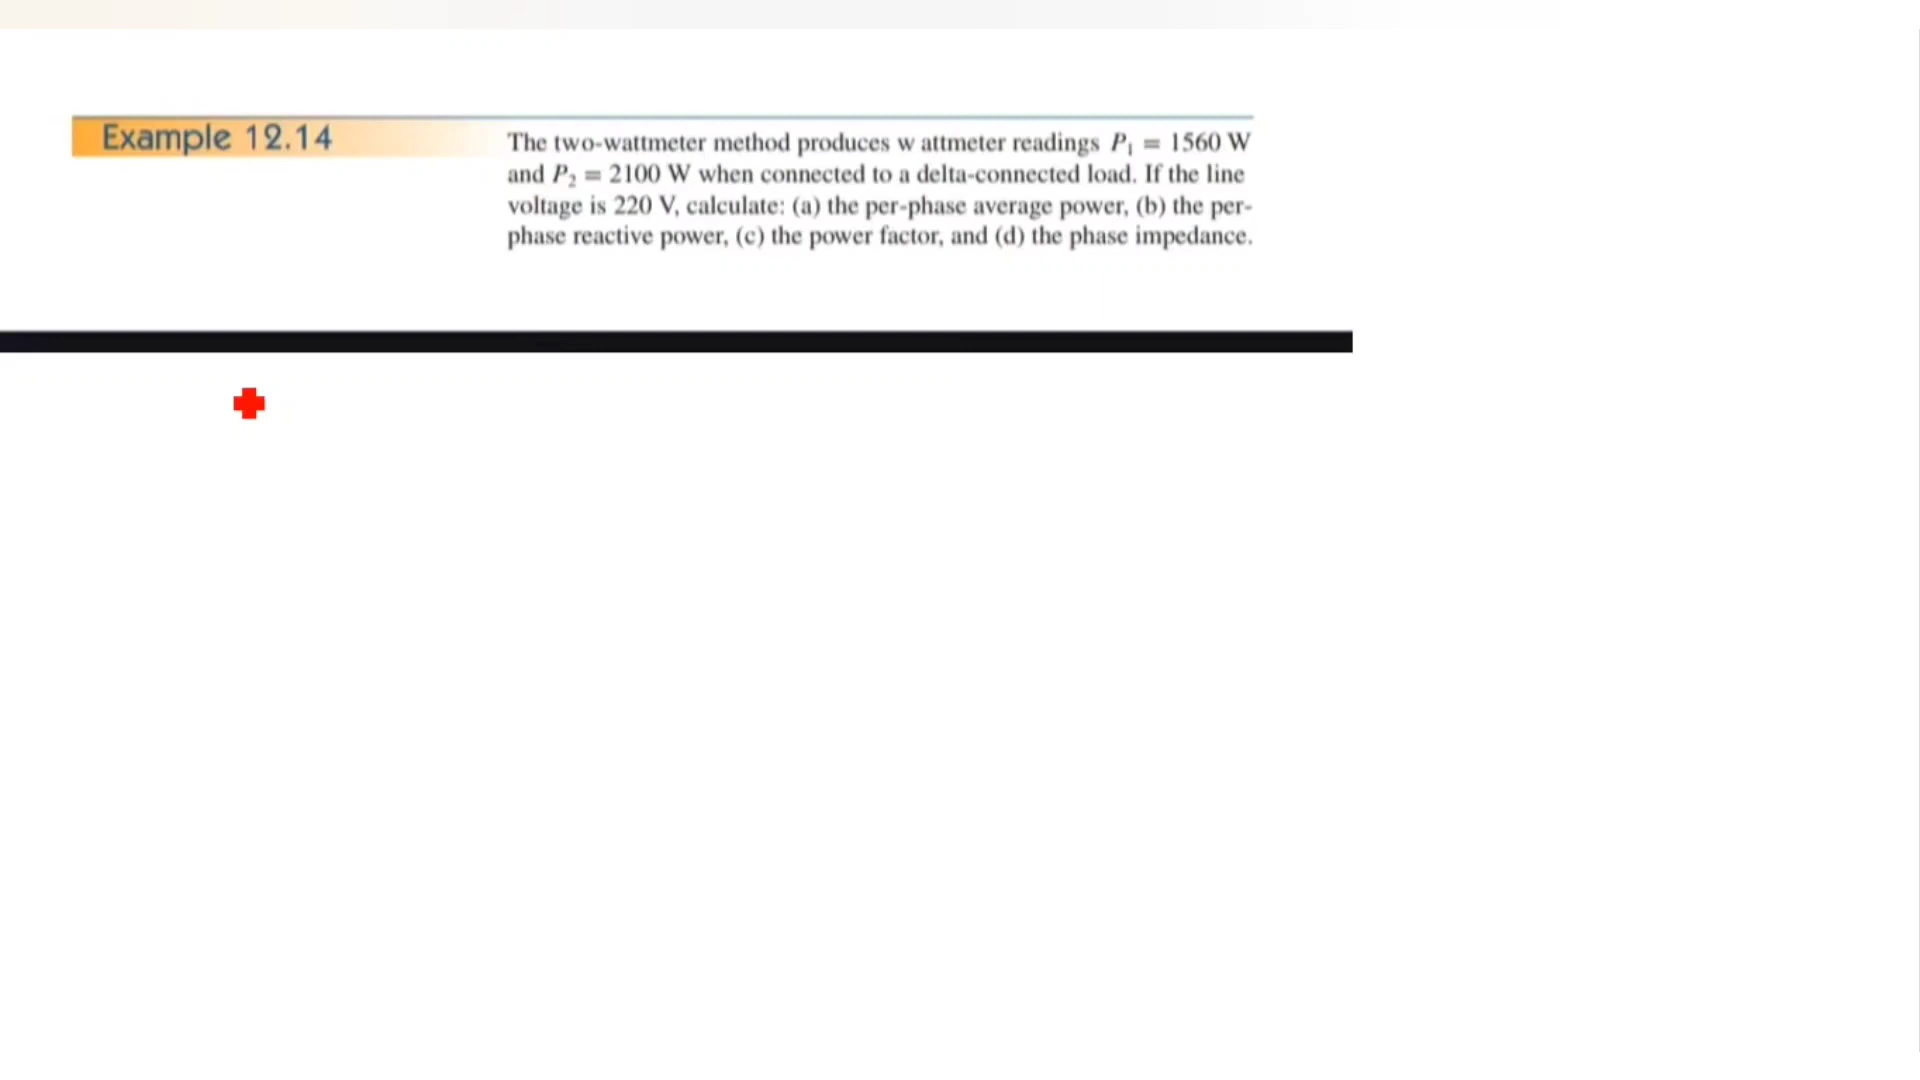 Example 12.14
The two-wattmeter method produces w attmeter readings P₁ = 1560 W
and P₂ = 2100 W when connected to a delta-connected load. If the line
voltage is 220 V, calculate: (a) the per-phase average power, (b) the per-
phase reactive power, (c) the power factor, and (d) the phase impedance.